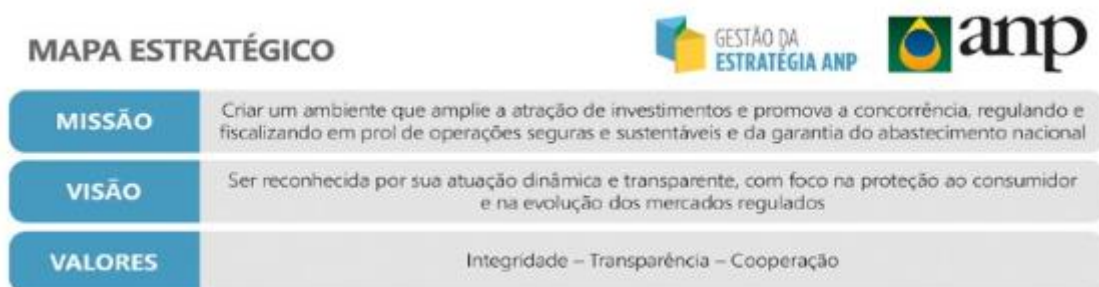 MAPA ESTRATÉGICO
GESTÃO DA
ESTRATÉGIA ANP
anp
MISSÃO
Criar um ambiente que amplie a atração de investimentos e promova a concorrência, regulando e
fiscalizando em prol de operações seguras e sustentáveis e da garantia do abastecimento nacional
VISÃO
Ser reconhecida por sua atuação dinâmica e transparente, com foco na proteção ao consumidor
e na evolução dos mercados regulados
VALORES
Integridade – Transparência – Cooperação